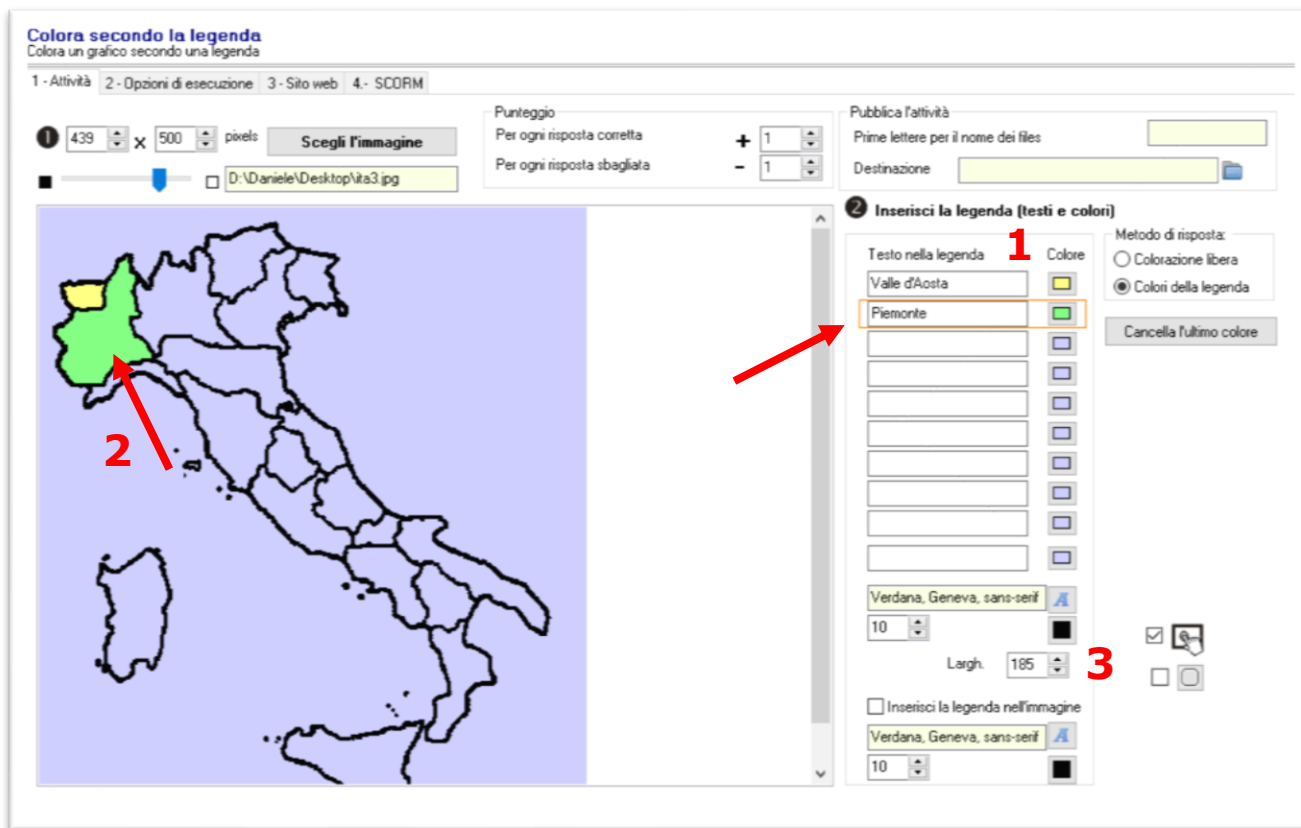 Colora secondo la legenda
Colora un grafico secondo una legenda
1 - Attività 2 - Opzioni di esecuzione 3 - Sito web 4.- SCORM
1 439 x 500 pixels Scegli l'immagine
D:\Daniele\Desktop\ita3.jpg
Punteggio
Per ogni risposta corretta + 1
Per ogni risposta sbagliata - 1
Pubblica l'attività
Prime lettere per il nome dei files
Destinazione
2 Inserisci la legenda (testi e colori)
Testo nella legenda 1 Colore
Valle d'Aosta
Piemonte
Metodo di risposta:
Colorazione libera
Colori della legenda
Cancella l'ultimo colore
2
Verdana, Geneva, sans-serif A
10
Largh. 185 3
Inserisci la legenda nell'immagine
Verdana, Geneva, sans-serif A
10